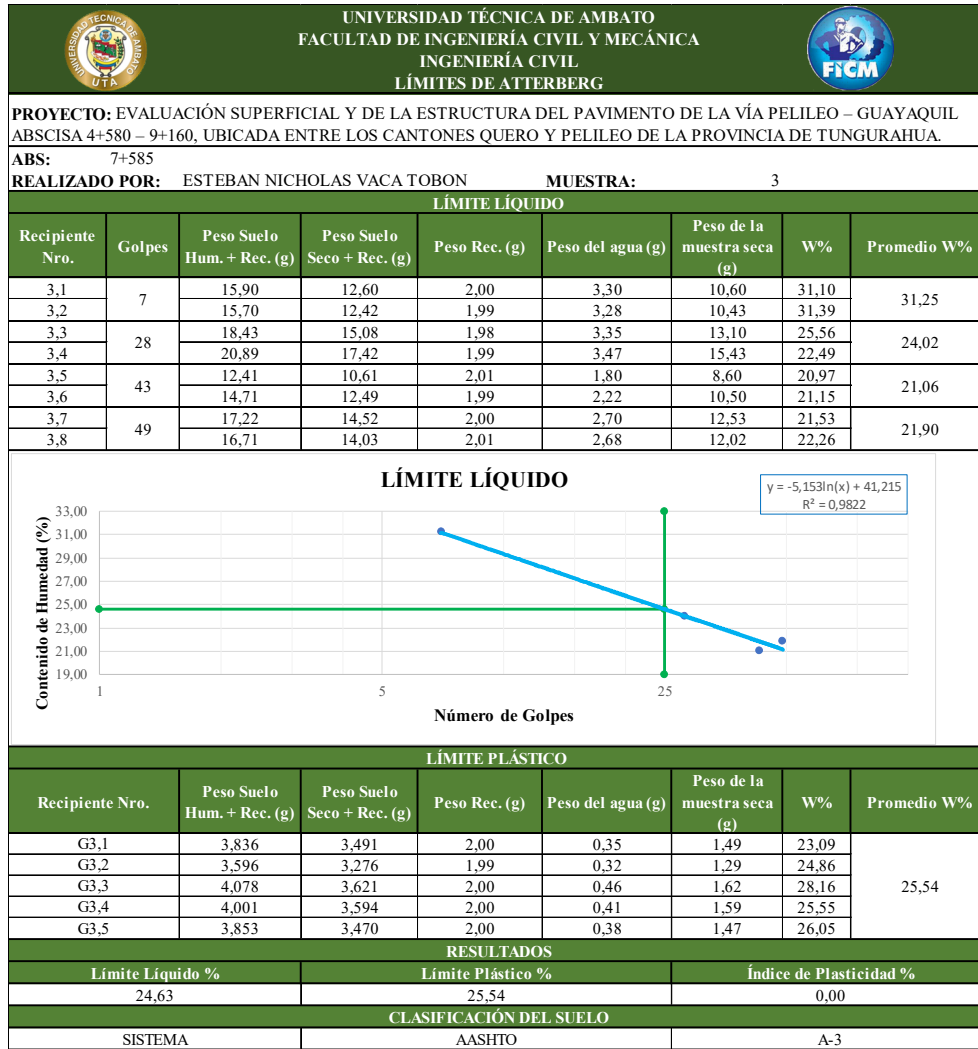 UNIVERSIDAD TÉCNICA DE AMBATO
FACULTAD DE INGENIERÍA CIVIL Y MECÁNICA
INGENIERÍA CIVIL
LÍMITES DE ATTERBERG
UNIVERSIDAD TECNICA DE AMBATO
UTA
FICM
PROYECTO: EVALUACIÓN SUPERFICIAL Y DE LA ESTRUCTURA DEL PAVIMENTO DE LA VÍA PELILEO – GUAYAQUIL
ABSCISA 4+580 – 9+160, UBICADA ENTRE LOS CANTONES QUERO Y PELILEO DE LA PROVINCIA DE TUNGURAHUA.
ABS: 7+585
REALIZADO POR: ESTEBAN NICHOLAS VACA TOBON MUESTRA: 3
LÍMITE LÍQUIDO
Recipiente Nro. Golpes Peso Suelo Hum. + Rec. (g) Peso Suelo Seco + Rec. (g) Peso Rec. (g) Peso del agua (g) Peso de la muestra seca (g) W% Promedio W%
3,1 7 15,90 12,60 2,00 3,30 10,60 31,10 31,25
3,2 15,70 12,42 1,99 3,28 10,43 31,39
3,3 28 18,43 15,08 1,98 3,35 13,10 25,56 24,02
3,4 20,89 17,42 1,99 3,47 15,43 22,49
3,5 43 12,41 10,61 2,01 1,80 8,60 20,97 21,06
3,6 14,71 12,49 1,99 2,22 10,50 21,15
3,7 49 17,22 14,52 2,00 2,70 12,53 21,53 21,90
3,8 16,71 14,03 2,01 2,68 12,02 22,26
LÍMITE LÍQUIDO
y = -5,153ln(x) + 41,215
R² = 0,9822
Contenido de Humedad (%)
33,00
31,00
29,00
27,00
25,00
23,00
21,00
19,00
1 5 25
Número de Golpes
LÍMITE PLÁSTICO
Recipiente Nro. Peso Suelo Hum. + Rec. (g) Peso Suelo Seco + Rec. (g) Peso Rec. (g) Peso del agua (g) Peso de la muestra seca (g) W% Promedio W%
G3,1 3,836 3,491 2,00 0,35 1,49 23,09 25,54
G3,2 3,596 3,276 1,99 0,32 1,29 24,86
G3,3 4,078 3,621 2,00 0,46 1,62 28,16
G3,4 4,001 3,594 2,00 0,41 1,59 25,55
G3,5 3,853 3,470 2,00 0,38 1,47 26,05
RESULTADOS
Límite Líquido % Límite Plástico % Índice de Plasticidad %
24,63 25,54 0,00
CLASIFICACIÓN DEL SUELO
SISTEMA AASHTO A-3